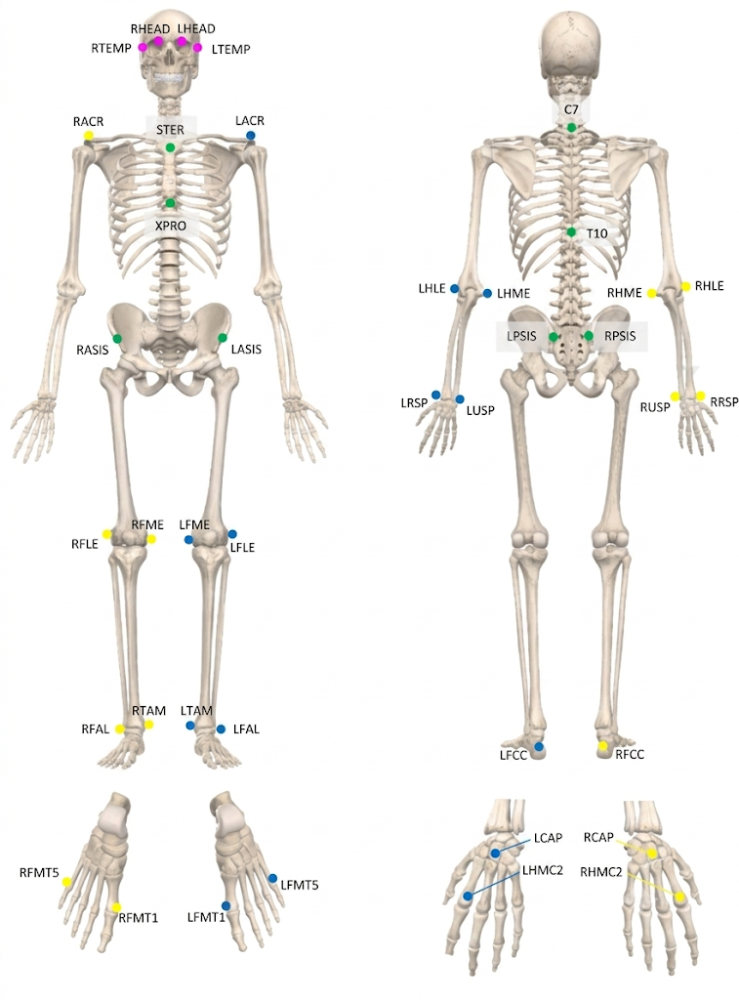 RHEAD LHEAD
RTEMP LTEMP
RACR STER LACR
XPRO
RASIS LASIS
RFME LFME
RFLE LFLE
RTAM LTAM
RFAL LFAL
RFMT5 LFMT5
RFMT1 LFMT1
C7
T10
LHLE LHME RHME RHLE
LPSIS RPSIS
LRSP LUSP RUSP RRSP
LFCC RFCC
LCAP RCAP
LHMC2 RHMC2